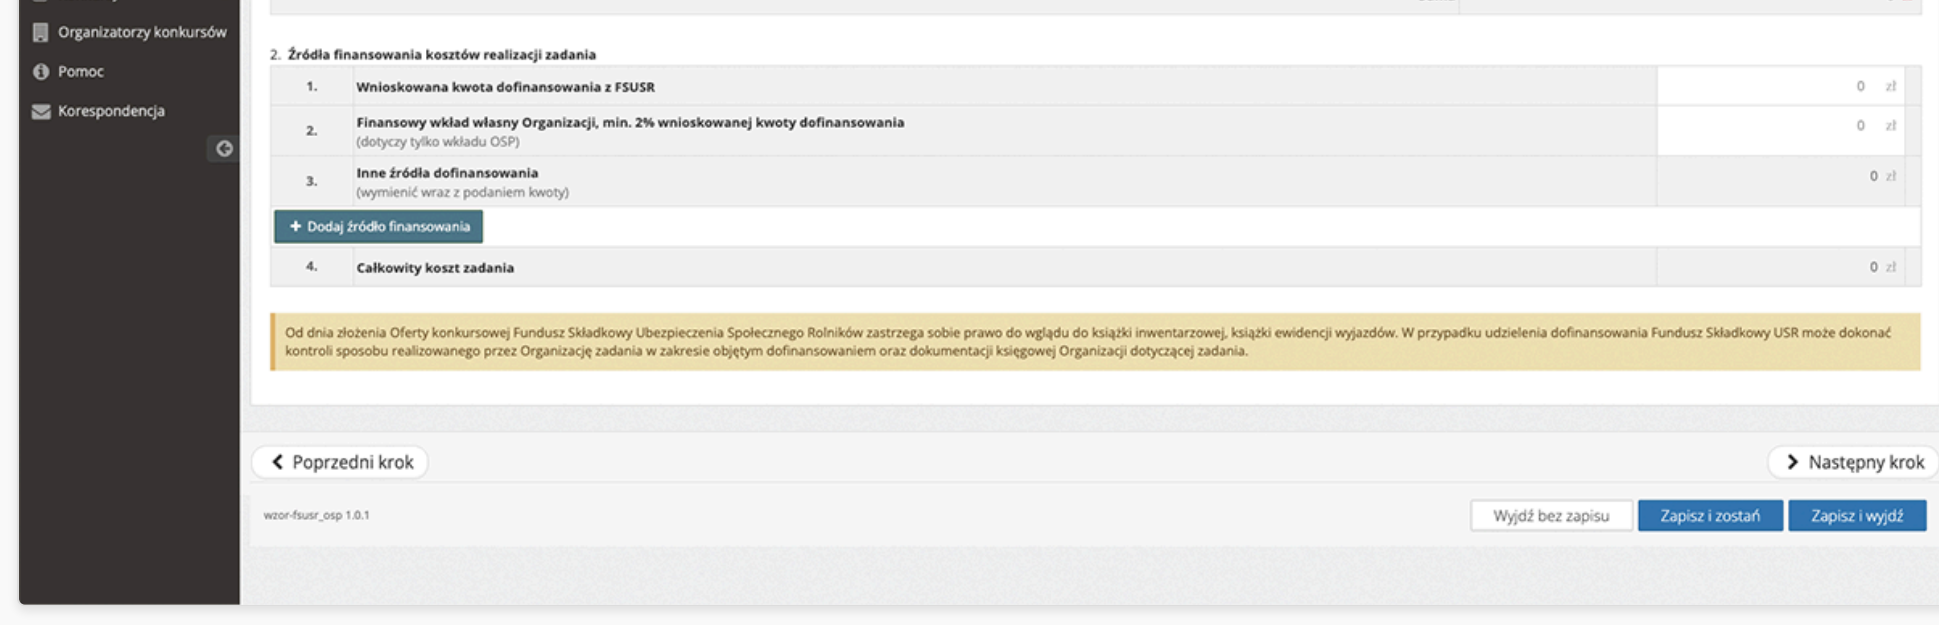 Organizatorzy konkursów
Pomoc
Korespondencja
2. Źródła finansowania kosztów realizacji zadania
1. Wnioskowana kwota dofinansowania z FSUSR 0 zł
2. Finansowy wkład własny Organizacji, min. 2% wnioskowanej kwoty dofinansowania
(dotyczy tylko wkładu OSP) 0 zł
3. Inne źródła dofinansowania
(wymienić wraz z podaniem kwoty) 0 zł
+ Dodaj źródło finansowania
4. Całkowity koszt zadania 0 zł
Od dnia złożenia Oferty konkursowej Fundusz Składkowy Ubezpieczenia Społecznego Rolników zastrzega sobie prawo do wglądu do książki inwentarzowej, książki ewidencji wyjazdów. W przypadku udzielenia dofinansowania Fundusz Składkowy USR może dokonać
kontroli sposobu realizowanego przez Organizację zadania w zakresie objętym dofinansowaniem oraz dokumentacji księgowej Organizacji dotyczącej zadania.
Poprzedni krok
Następny krok
wzor-fsusr_osp 1.0.1
Wyjdź bez zapisu
Zapisz i zostań
Zapisz i wyjdź